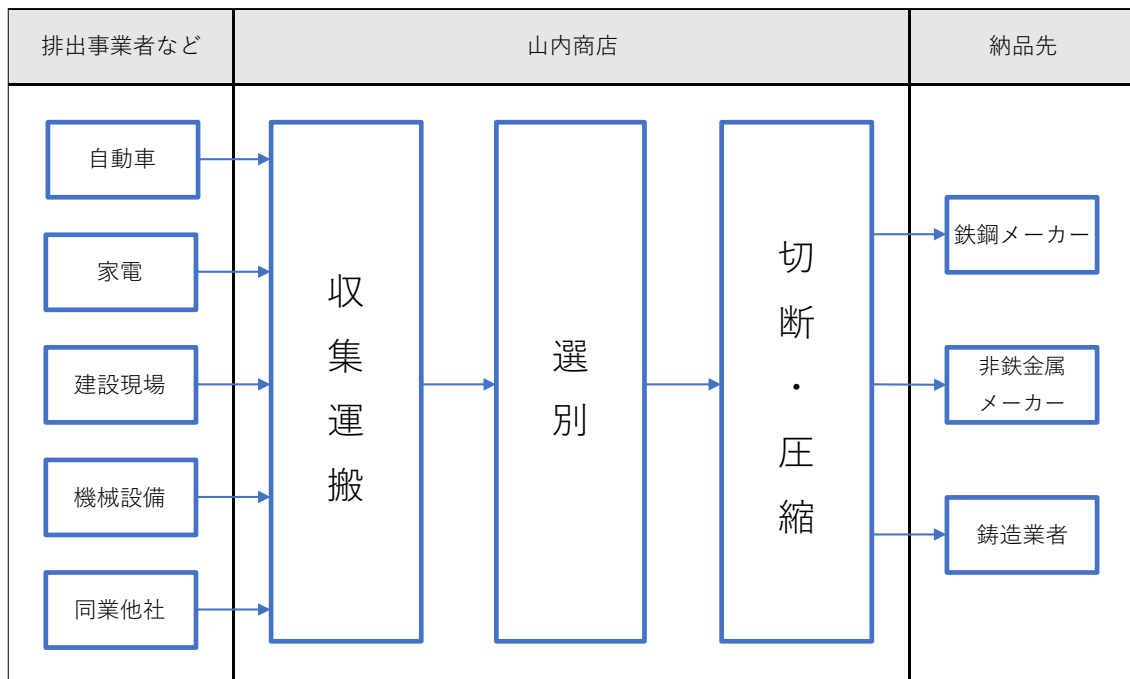 排出事業者など
山内商店
納品先
自動車
家電
建設現場
機械設備
同業他社
収集運搬
選別
切断・圧縮
鉄鋼メーカー
非鉄金属
メーカー
鋳造業者